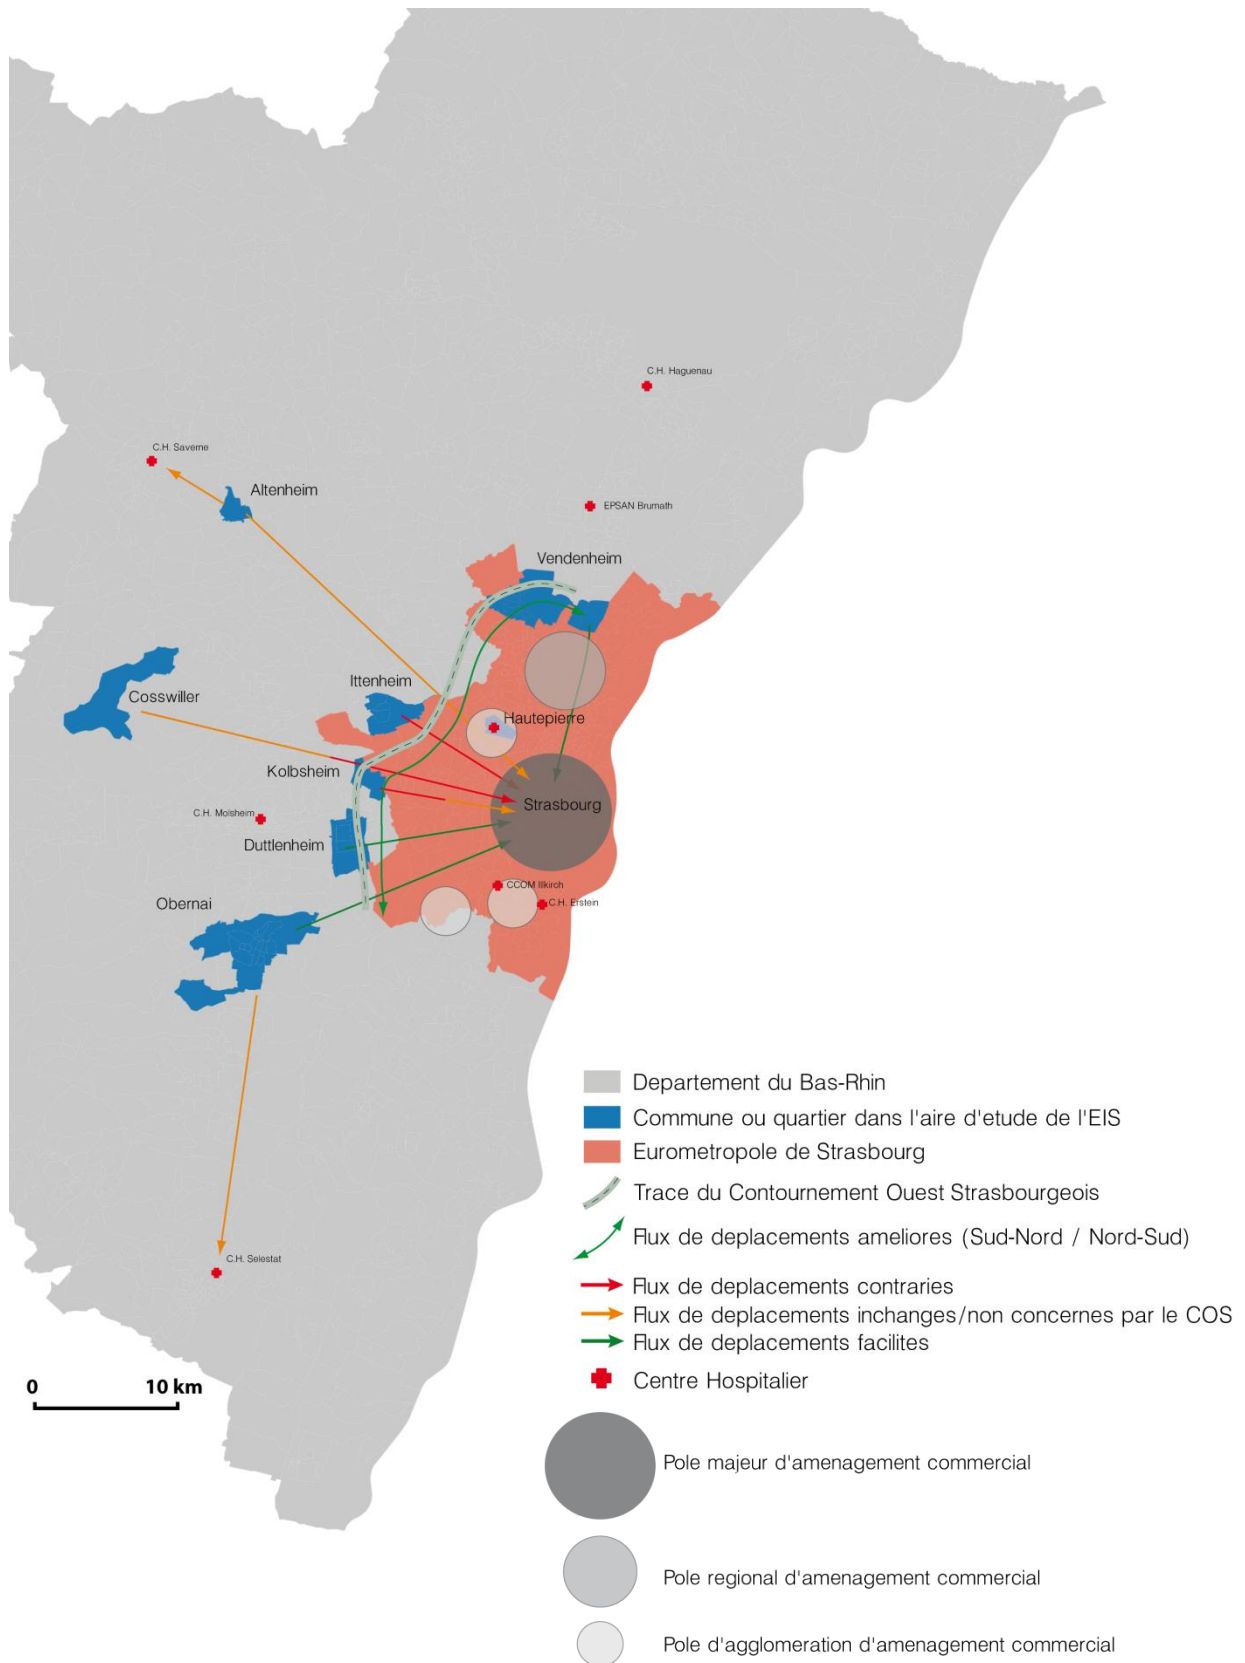 C.H. Haguenau
C.H. Saverne
Altenheim
EPSAN Brumath
Vendenheim
Ittenheim
Cosswiller
Hautepierre
Kolbsheim
Strasbourg
C.H. Molsheim
Duttlenheim
CCOM Illkirch
Obernai
C.H. Erstein
Departement du Bas-Rhin
Commune ou quartier dans l'aire d'etude de l'EIS
Eurometropole de Strasbourg
Trace du Contournement Ouest Strasbourgeois
Flux de deplacements ameliores (Sud-Nord / Nord-Sud)
C.H. Selestat
Flux de deplacements contraries
Flux de deplacements inchanges/non concernes par le COS
Flux de deplacements facilites
Centre Hospitalier
0 10 km
Pole majeur d'amenagement commercial
Pole regional d'amenagement commercial
Pole d'agglomeration d'amenagement commercial